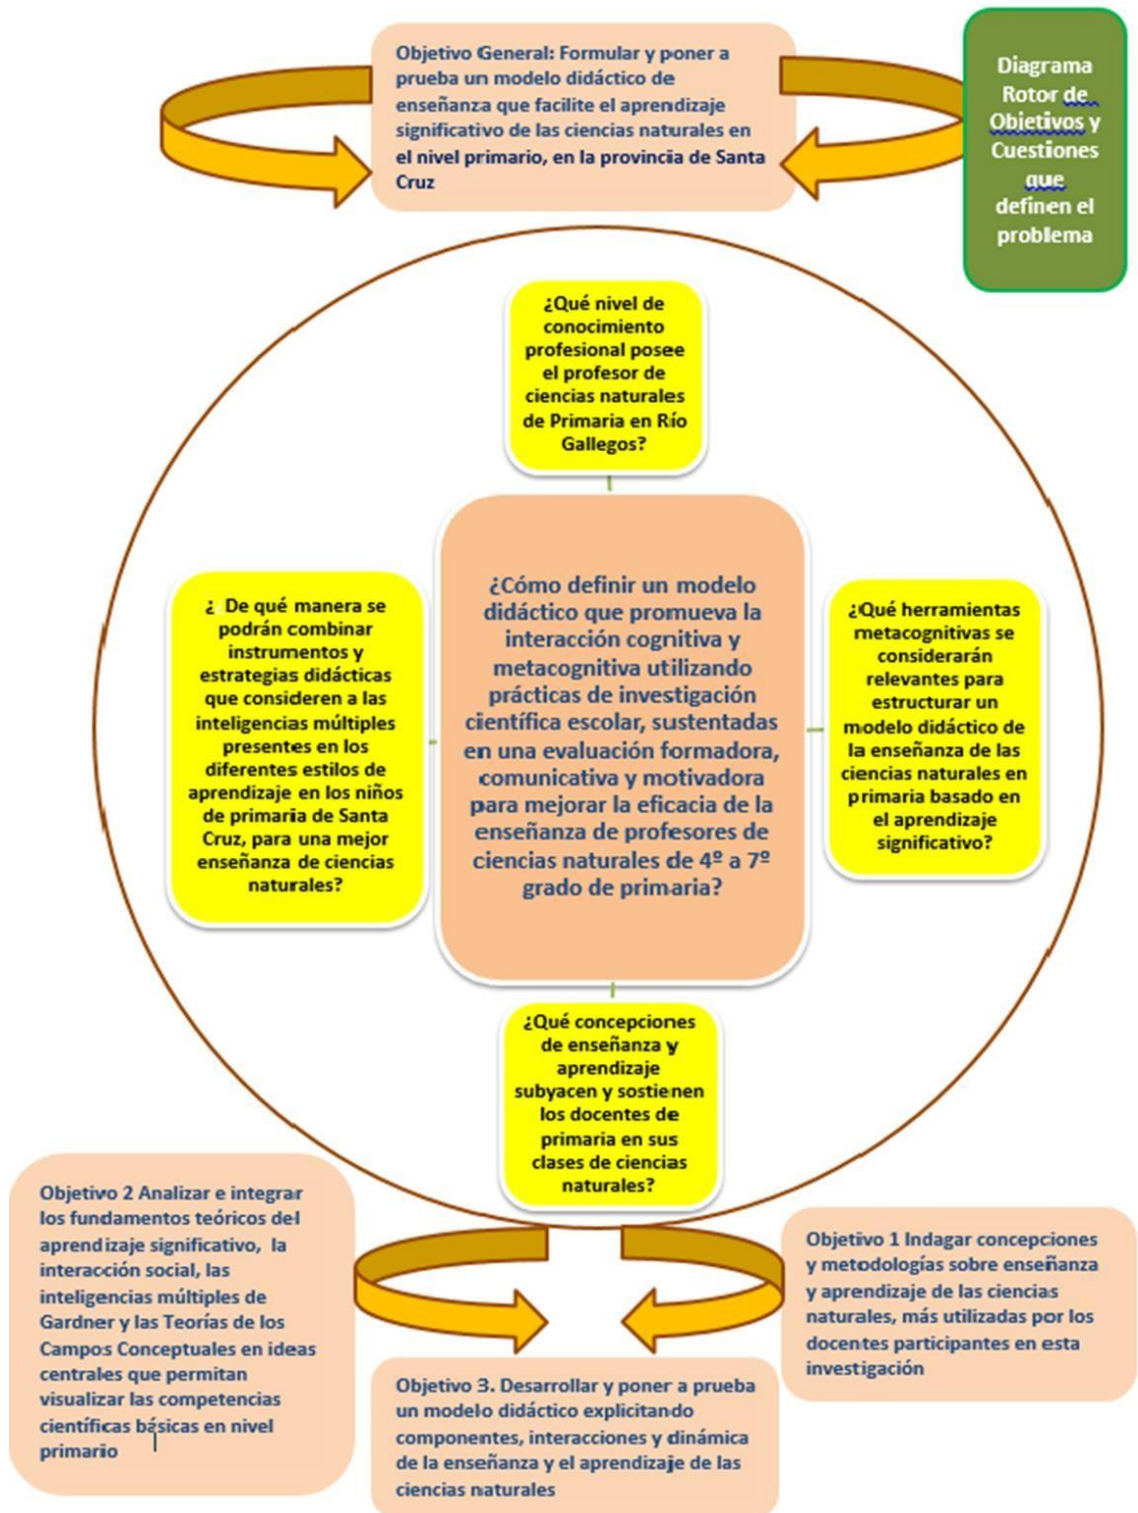 Objetivo General: Formular y poner a
prueba un modelo didáctico de
enseñanza que facilite el aprendizaje
significativo de las ciencias naturales en
el nivel primario, en la provincia de Santa
Cruz
Diagrama
Rotor de
Objetivos y
Cuestiones
que
definen el
problema
¿Qué nivel de
conocimiento
profesional posee
el profesor de
ciencias naturales
de Primaria en Río
Gallegos?
¿ De qué manera se
podrán combinar
instrumentos y
estrategias didácticas
que consideren a las
inteligencias múltiples
presentes en los
diferentes estilos de
aprendizaje en los niños
de primaria de Santa
Cruz, para una mejor
enseñanza de ciencias
naturales?
¿Cómo definir un modelo
didáctico que promueva la
interacción cognitiva y
metacognitiva utilizando
prácticas de investigación
científica escolar, sustentadas
en una evaluación formadora,
comunicativa y motivadora
para mejorar la eficacia de la
enseñanza de profesores de
ciencias naturales de 4º a 7º
grado de primaria?
¿Qué herramientas
metacognitivas se
considerarán
relevantes para
estructurar un
modelo didáctico de
la enseñanza de las
ciencias naturales en
primaria basado en
el aprendizaje
significativo?
¿Qué concepciones
de enseñanza y
aprendizaje
subyacen y sostienen
los docentes de
primaria en sus
clases de ciencias
naturales?
Objetivo 2 Analizar e integrar
los fundamentos teóricos del
aprendizaje significativo, la
interacción social, las
inteligencias múltiples de
Gardner y las Teorías de los
Campos Conceptuales en ideas
centrales que permitan
visualizar las competencias
científicas básicas en nivel
primario
Objetivo 1 Indagar concepciones
y metodologías sobre enseñanza
y aprendizaje de las ciencias
naturales, más utilizadas por los
docentes participantes en esta
investigación
Objetivo 3. Desarrollar y poner a prueba
un modelo didáctico explicitando
componentes, interacciones y dinámica
de la enseñanza y el aprendizaje de las
ciencias naturales